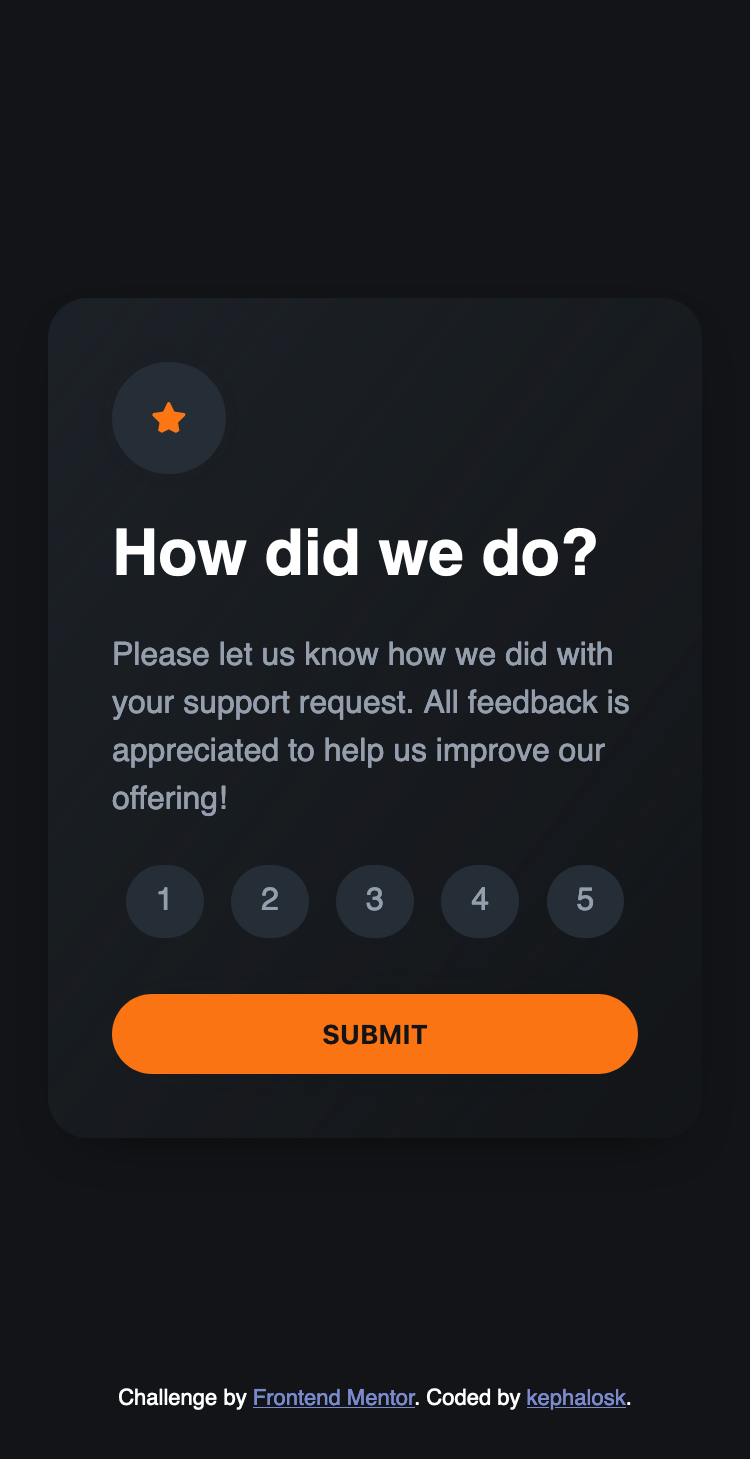 How did we do?
Please let us know how we did with
your support request. All feedback is
appreciated to help us improve our
offering!
1 2 3 4 5
SUBMIT
Challenge by Frontend Mentor. Coded by kephalosk.